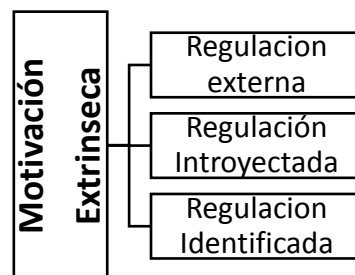 Motivación
Extrinseca
Regulacion
externa
Regulación
Introyectada
Regulacion
Identificada